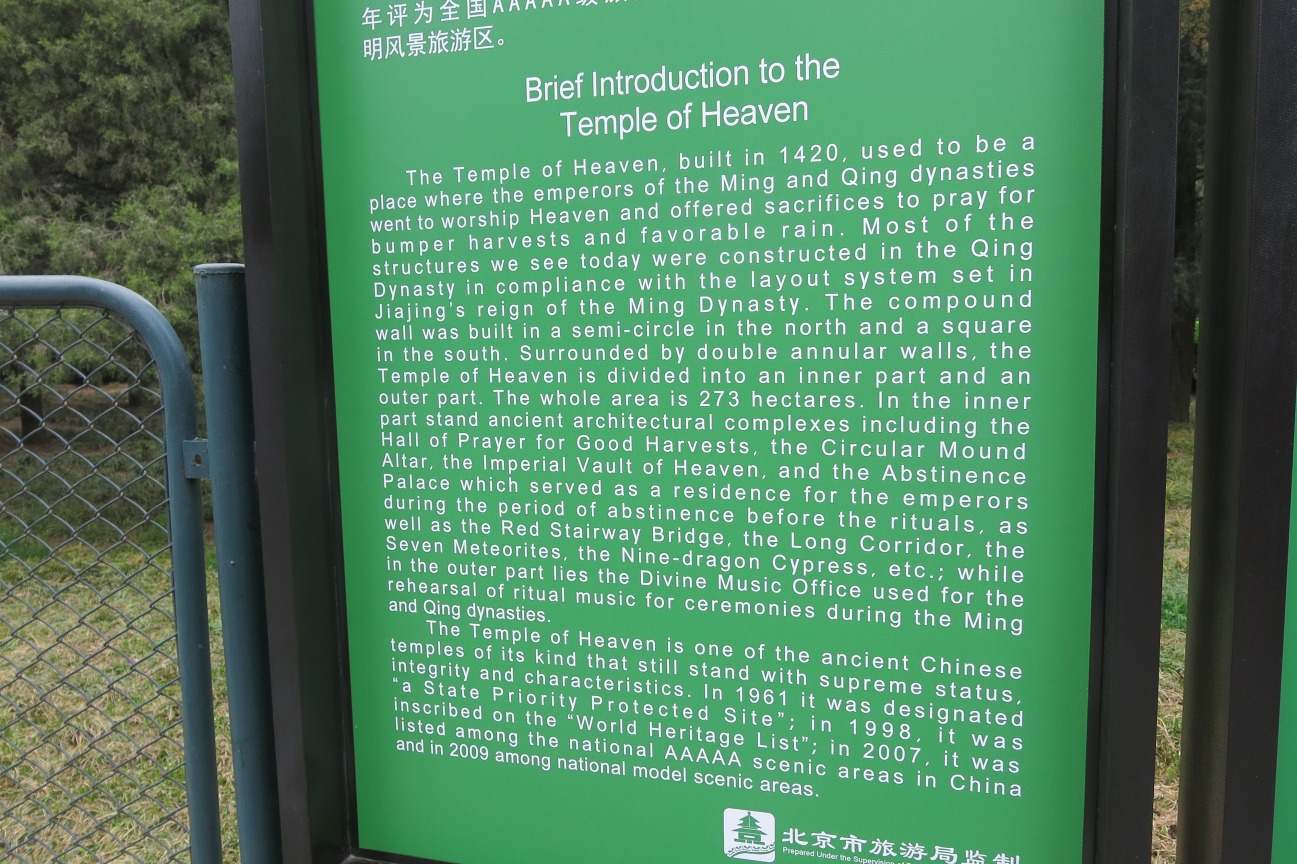 年评为全国AAAAA级旅
明风景旅游区。
Brief Introduction to the
Temple of Heaven
The Temple of Heaven, built in 1420, used to be a
place where the emperors of the Ming and Qing dynasties
went to worship Heaven and offered sacrifices to pray for
bumper harvests and favorable rain. Most of the
structures we see today were constructed in the Qing
Dynasty in compliance with the layout system set in
Jiajing's reign of the Ming Dynasty. The compound
wall was built in a semi-circle in the north and a square
in the south. Surrounded by double annular walls, the
Temple of Heaven is divided into an inner part and an
outer part. The whole area is 273 hectares. In the inner
part stand ancient architectural complexes including the
Hall of Prayer for Good Harvests, the Circular Mound
Altar, the Imperial Vault of Heaven, and the Abstinence
Palace which served as a residence for the emperors
during the period of abstinence before the rituals, as
well as the Red Stairway Bridge, the Long Corridor, the
Seven Meteorites, the Nine-dragon Cypress, etc.; while
in the outer part lies the Divine Music Office used for the
rehearsal of ritual music for ceremonies during the Ming
and Qing dynasties.
The Temple of Heaven is one of the ancient Chinese
temples of its kind that still stand with supreme status,
integrity and characteristics. In 1961 it was designated
“a State Priority Protected Site”; in 1998, it was
inscribed on the “World Heritage List”; in 2007, it was
listed among the national AAAAA scenic areas in China
and in 2009 among national model scenic areas.
北京市旅游局监制
Prepared Under the Supervision of